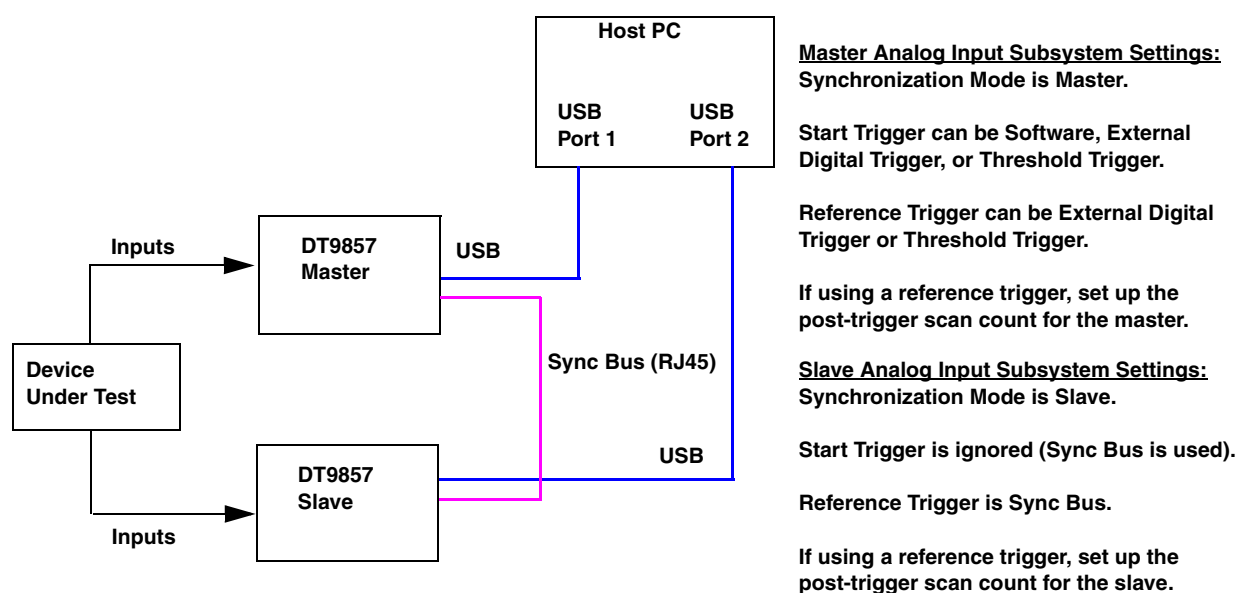 Host PC
USB
Port 1
USB
Port 2
DT9857
Master
Inputs
USB
Device
Under Test
Sync Bus (RJ45)
DT9857
Slave
USB
Inputs
Master Analog Input Subsystem Settings:
Synchronization Mode is Master.
Start Trigger can be Software, External
Digital Trigger, or Threshold Trigger.
Reference Trigger can be External Digital
Trigger or Threshold Trigger.
If using a reference trigger, set up the
post-trigger scan count for the master.
Slave Analog Input Subsystem Settings:
Synchronization Mode is Slave.
Start Trigger is ignored (Sync Bus is used).
Reference Trigger is Sync Bus.
If using a reference trigger, set up the
post-trigger scan count for the slave.